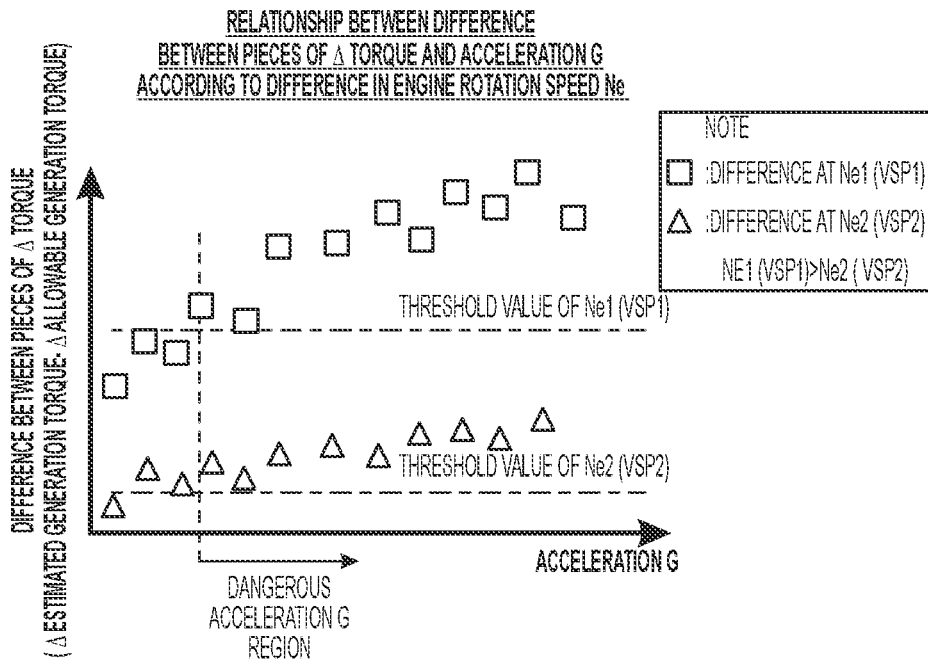 RELATIONSHIP BETWEEN DIFFERENCE
BETWEEN PIECES OF Δ TORQUE AND ACCELERATION G
ACCORDING TO DIFFERENCE IN ENGINE ROTATION SPEED Ne
DIFFERENCE BETWEEN PIECES OF Δ TORQUE
(Δ ESTIMATED GENERATION TORQUE- Δ ALLOWABLE GENERATION TORQUE)
NOTE
:DIFFERENCE AT Ne1 (VSP1)
:DIFFERENCE AT Ne2 (VSP2)
NE1 (VSP1)>Ne2 ( VSP2)
THRESHOLD VALUE OF Ne1 (VSP1)
THRESHOLD VALUE OF Ne2 (VSP2)
ACCELERATION G
DANGEROUS
ACCELERATION G
REGION